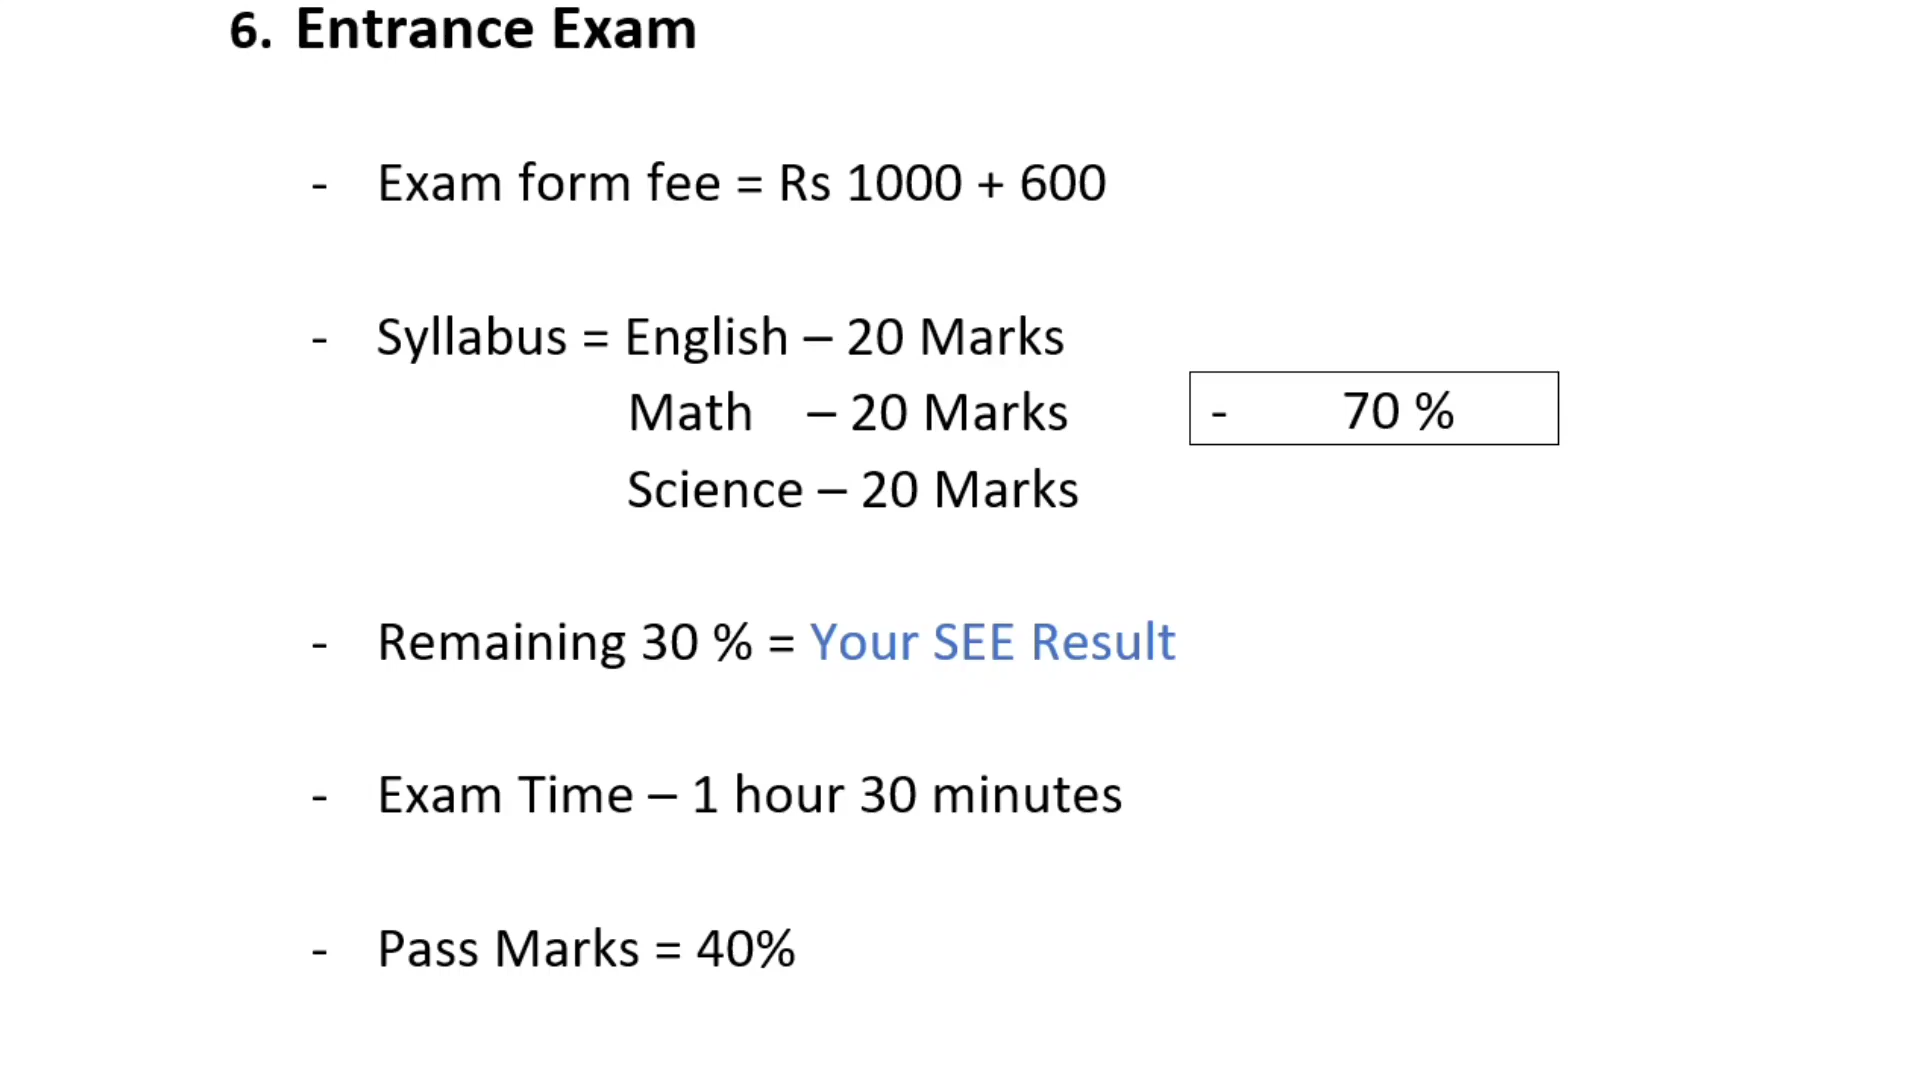 6. Entrance Exam
- Exam form fee = Rs 1000 + 600
- Syllabus = English – 20 Marks
Math – 20 Marks
- 70 %
Science – 20 Marks
- Remaining 30 % = Your SEE Result
- Exam Time – 1 hour 30 minutes
- Pass Marks = 40%